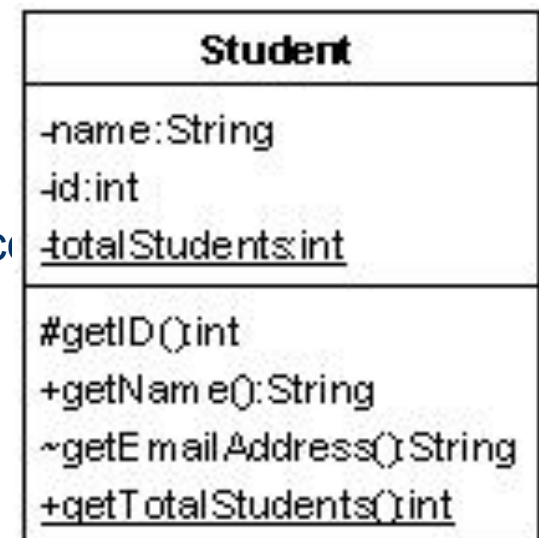 Student
-name:String
-id:int
-totalStudents:int
#getID():int
+getName():String
~getEmailAddress():String
+getTotalStudents():int